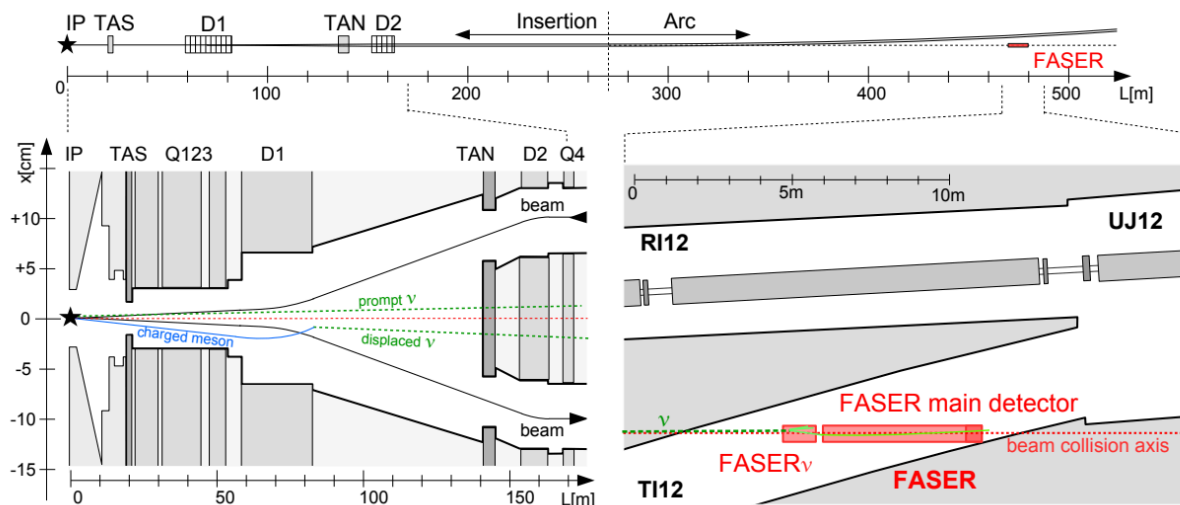 IP TAS D1 TAN D2 Insertion Arc
FASER
0 100 200 300 400 500 L[m]
IP TAS Q123 D1 TAN D2 Q4
x[cm]
+10
+5
0
-5
-10
-15
beam
prompt ν
charged meson
displaced ν
beam
0 50 100 150 L[m]
0 5m 10m
RI12
UJ12
FASER main detector
ν
beam collision axis
FASERν
FASER
TI12